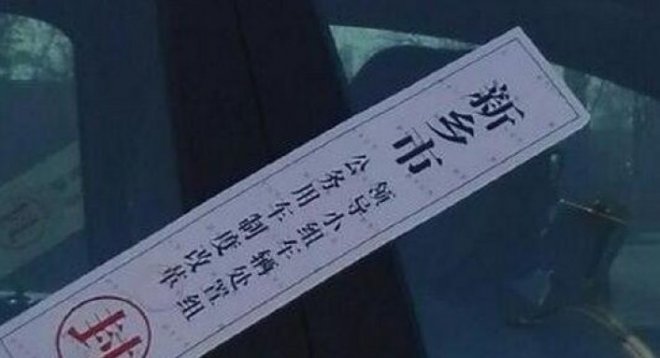 新乡市
公务用车制度改革
领导小组车辆处置组
封